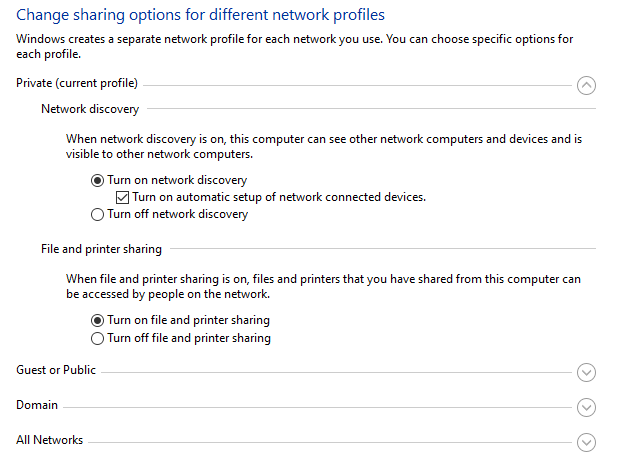 Change sharing options for different network profiles
Windows creates a separate network profile for each network you use. You can choose specific options for
each profile.
Private (current profile)
Network discovery
When network discovery is on, this computer can see other network computers and devices and is
visible to other network computers.
Turn on network discovery
Turn on automatic setup of network connected devices.
Turn off network discovery
File and printer sharing
When file and printer sharing is on, files and printers that you have shared from this computer can
be accessed by people on the network.
Turn on file and printer sharing
Turn off file and printer sharing
Guest or Public
Domain
All Networks